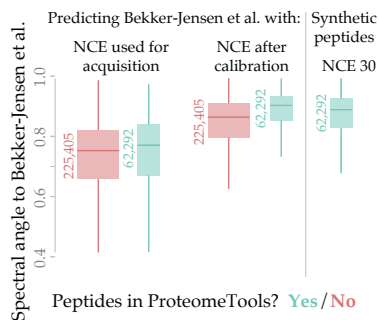 Predicting Bekker-Jensen et al. with:
Synthetic peptides
NCE used for acquisition
NCE after calibration
NCE 30
Spectral angle to Bekker-Jensen et al.
1.0
0.8
0.6
0.4
225,405
62,292
225,405
62,292
62,292
Peptides in ProteomeTools? Yes/No